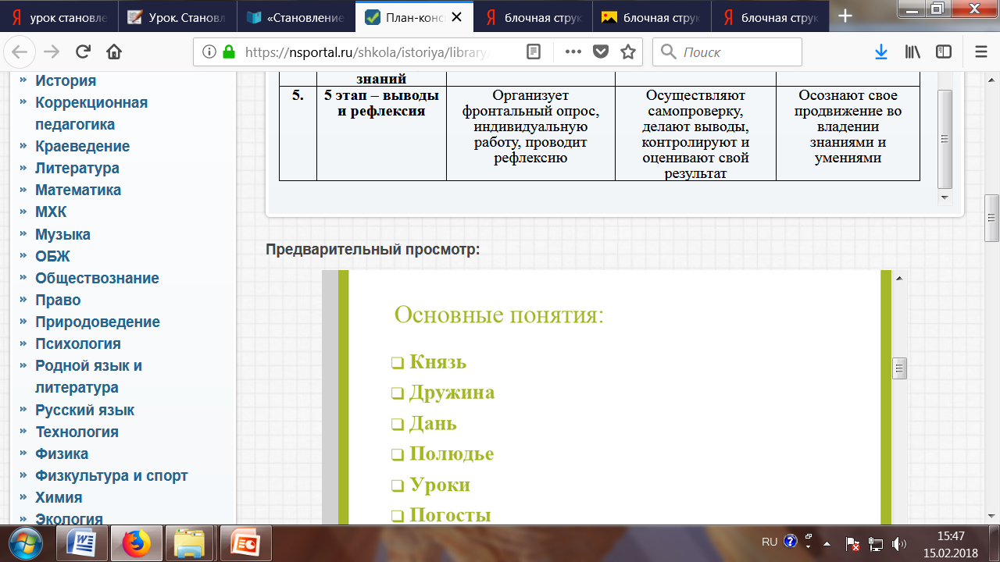 урок становле
Урок. Становл
«Становление
План-конс
блочная струк
блочная струк
блочная струк
https://nsportal.ru/shkola/istoriya/library/
Поиск
История
Коррекционная
педагогика
Краеведение
Литература
Математика
МХК
Музыка
ОБЖ
Обществознание
Право
Природоведение
Психология
Родной язык и
литература
Русский язык
Технология
Физика
Физкультура и спорт
Химия
Экология
знаний
5.
5 этап – выводы
и рефлексия
Организует
фронтальный опрос,
индивидуальную
работу, проводит
рефлексию
Осуществляют
самопроверку,
делают выводы,
контролируют и
оценивают свой
результат
Осознают свое
продвижение во
владении
знаниями и
умениями
Предварительный просмотр:
Основные понятия:
Князь
Дружина
Дань
Полюдье
Уроки
Погосты
RU
15:47
15.02.2018